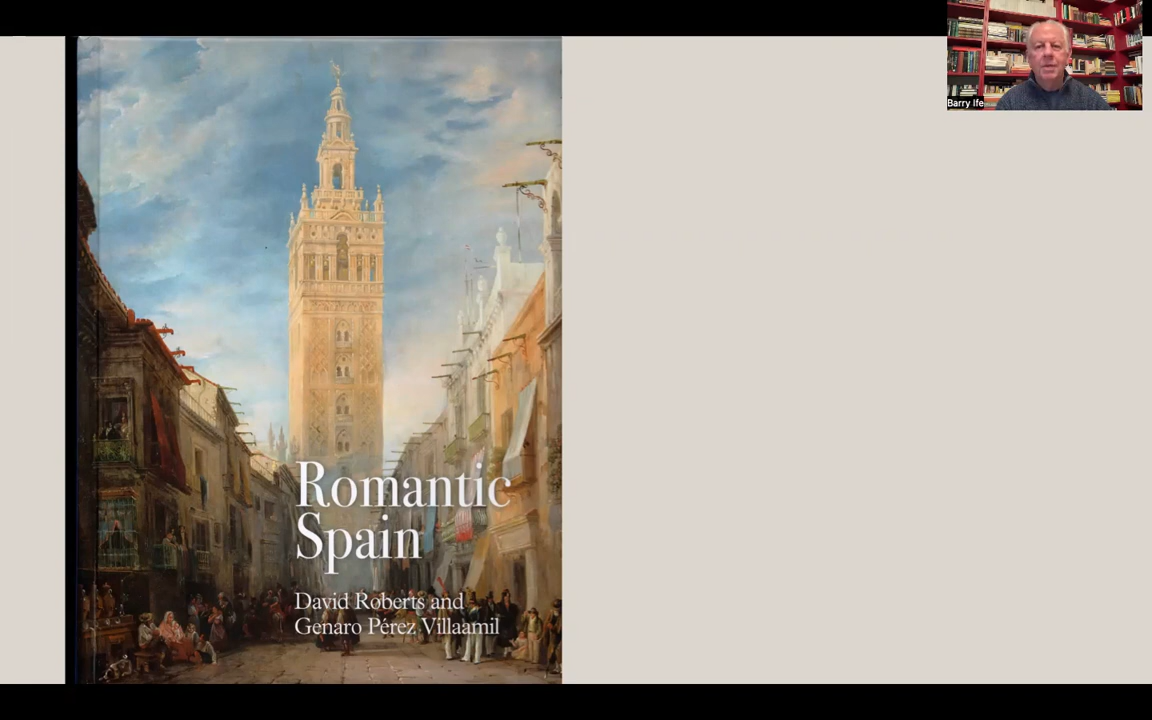 Barry Ife
Romantic
Spain
David Roberts and
Genaro Pérez Villaamil